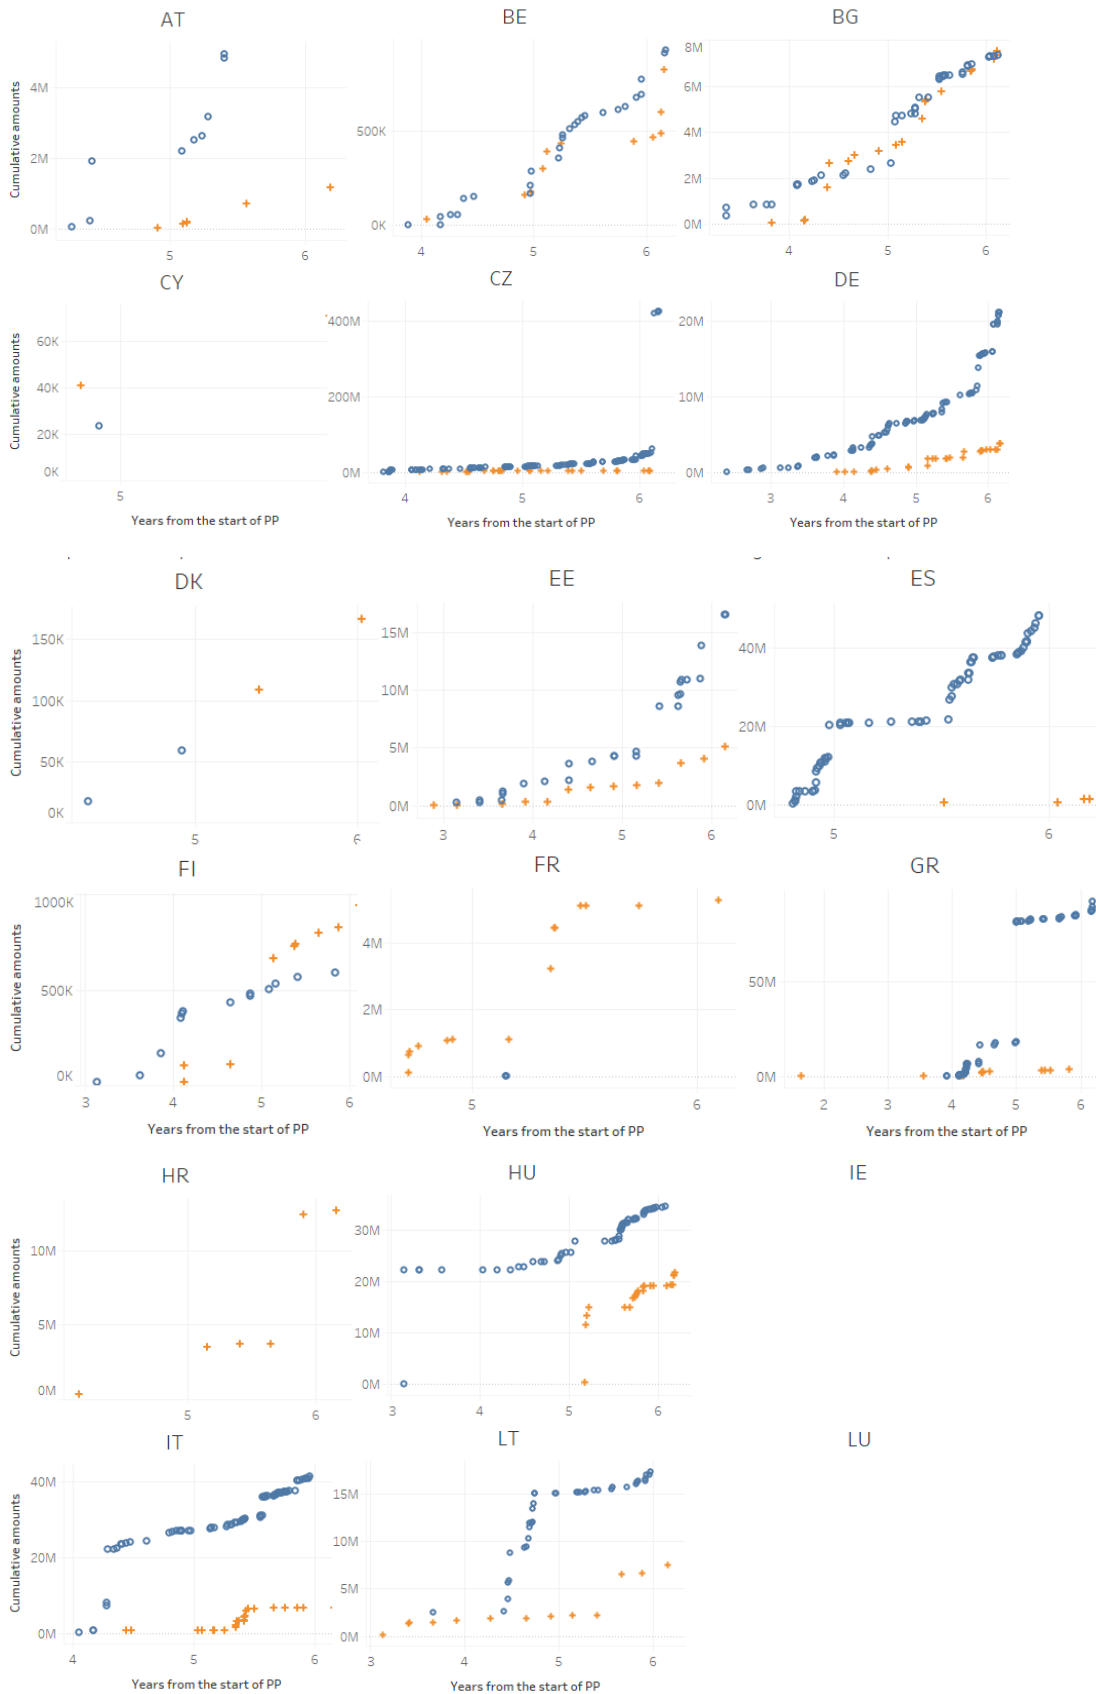 AT BE BG
Cumulative amounts
4M 2M 0M 5 6
500K 0K 4 5 6
8M 6M 4M 2M 0M 4 5 6
CY CZ DE
Cumulative amounts
60K 40K 20K 0K 5
400M 200M 0M 4 5 6
20M 10M 0M 3 4 5 6
Years from the start of PP Years from the start of PP Years from the start of PP
DK EE ES
Cumulative amounts
150K 100K 50K 0K 5 6
15M 10M 5M 0M 3 4 5 6
40M 20M 0M 5 6
FI FR GR
Cumulative amounts
1000K 500K 0K 3 4 5 6
4M 2M 0M 5 6
50M 0M 2 3 4 5 6
Years from the start of PP Years from the start of PP Years from the start of PP
HR HU IE
Cumulative amounts
10M 5M 0M 5 6
30M 20M 10M 0M 3 4 5 6
IT LT LU
Cumulative amounts
40M 20M 0M 4 5 6
15M 10M 5M 0M 3 4 5 6
Years from the start of PP Years from the start of PP